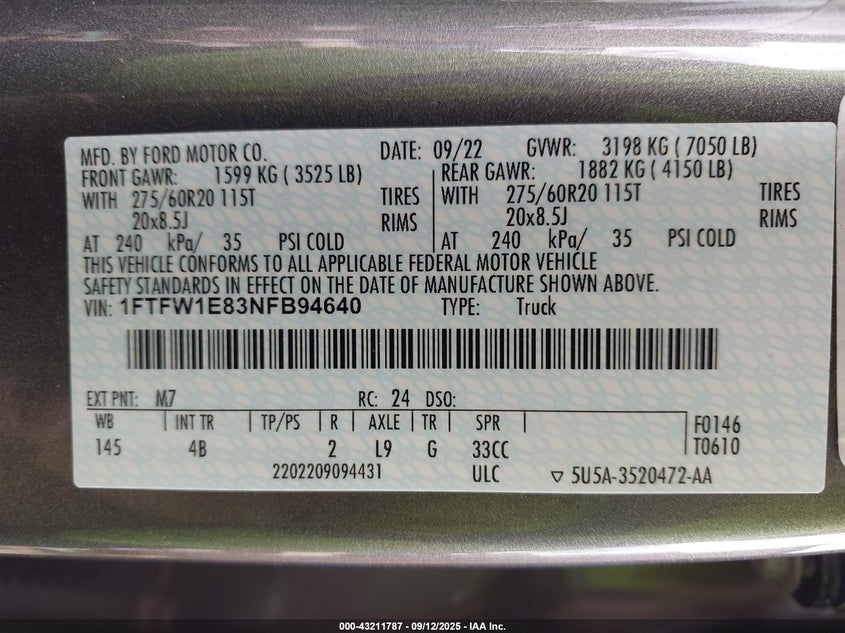 MFD. BY FORD MOTOR CO. DATE: 09/22 GVWR: 3198 KG ( 7050 LB)
FRONT GAWR: 1599 KG ( 3525 LB) REAR GAWR: 1882 KG ( 4150 LB)
WITH 275/60R20 115T TIRES WITH 275/60R20 115T TIRES
20x8.5J RIMS 20x8.5J RIMS
AT 240 kPa/ 35 PSI COLD AT 240 kPa/ 35 PSI COLD
THIS VEHICLE CONFORMS TO ALL APPLICABLE FEDERAL MOTOR VEHICLE
SAFETY STANDARDS IN EFFECT ON THE DATE OF MANUFACTURE SHOWN ABOVE.
VIN: 1FTFW1E83NFB94640 TYPE: Truck
EXT PNT: M7 RC: 24 DSO:
WB INT TR TP/PS R AXLE TR SPR F0146
145 4B 2 L9 G 33CC T0610
2202209094431 ULC ▽ 5U5A-3520472-AA
000-43211787 - 09/12/2025 - IAA Inc.